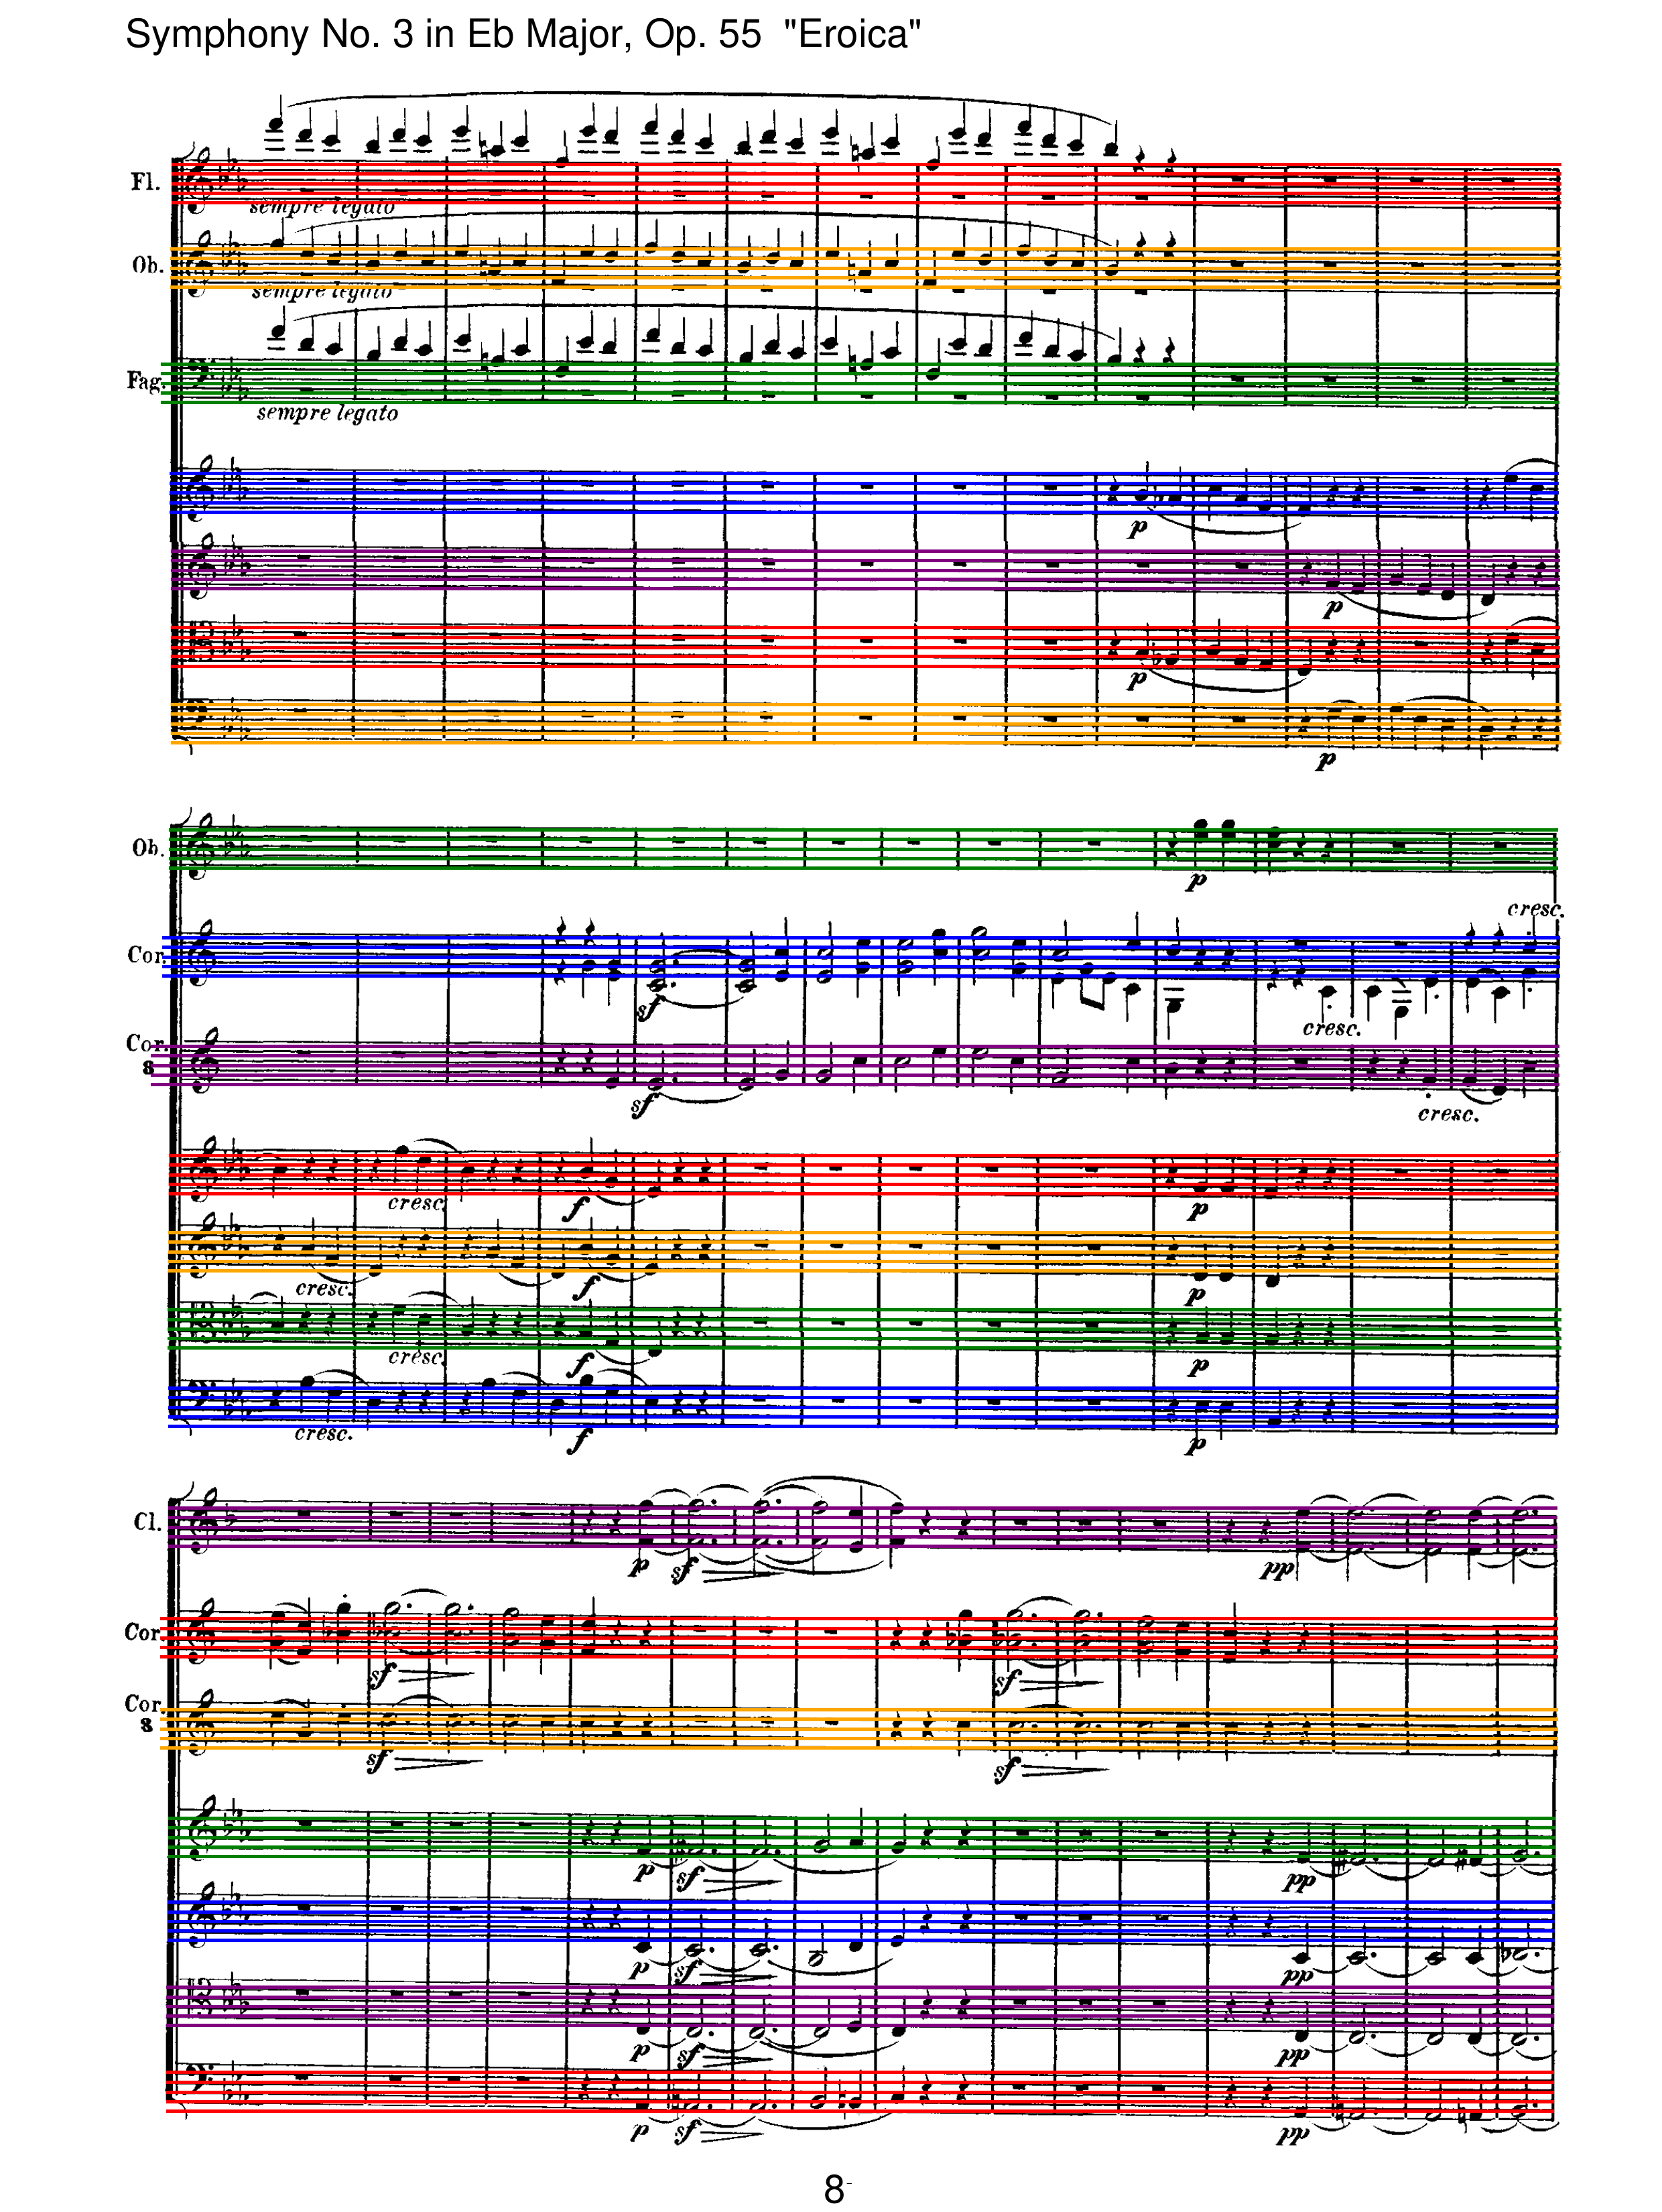 Symphony No. 3 in Eb Major, Op. 55 "Eroica"
Fl.
sempre legato
Ob.
sempre legato
Fag.
sempre legato
p
p
p
p
Ob.
p
cresc.
Cor.
sf
cresc.
Cor.
3
sf
cresc.
cresc.
f
p
cresc.
f
p
cresc.
f
p
cresc.
f
p
Cl.
p sf pp
Cor
sf sf
Cor.
3
sf sf
p sf pp
p sf pp
p sf pp
p sf pp
8